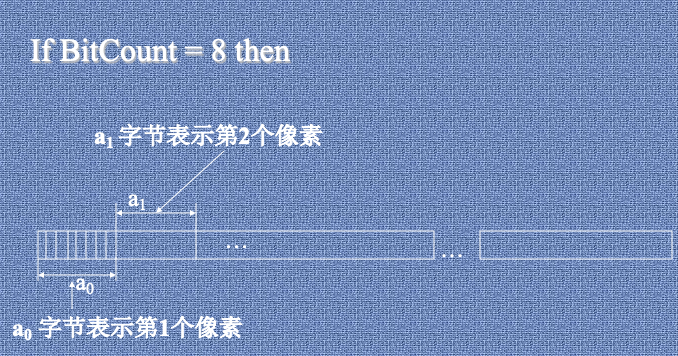 If BitCount = 8 then
a₁ 字节表示第2个像素
a₁
... ...
a₀
a₀ 字节表示第1个像素